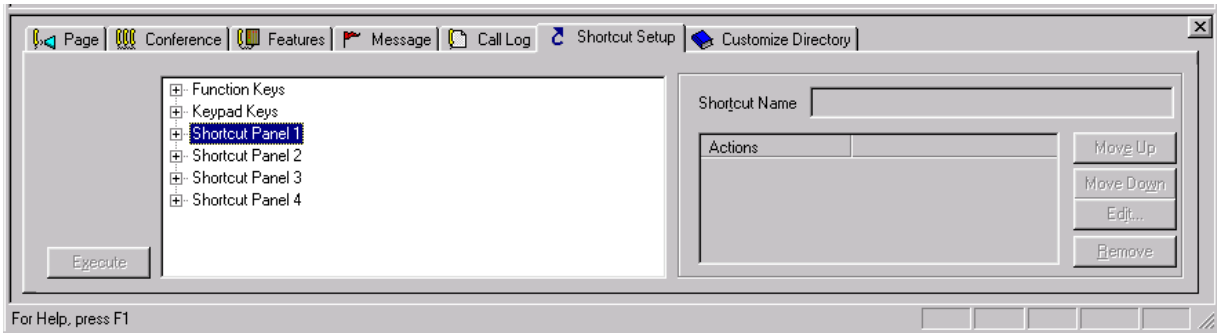 Page Conference Features Message Call Log Shortcut Setup Customize Directory
Function Keys
Keypad Keys
Shortcut Panel 1
Shortcut Panel 2
Shortcut Panel 3
Shortcut Panel 4
Execute
Shortcut Name
Actions
Move Up
Move Down
Edit...
Remove
For Help, press F1